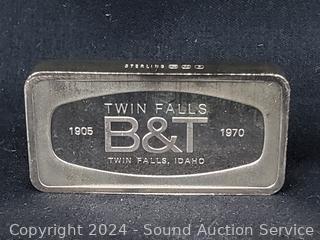 STERLING
TWIN FALLS
1905 B&T 1970
TWIN FALLS, IDAHO
Copyright 2024 - Sound Auction Service